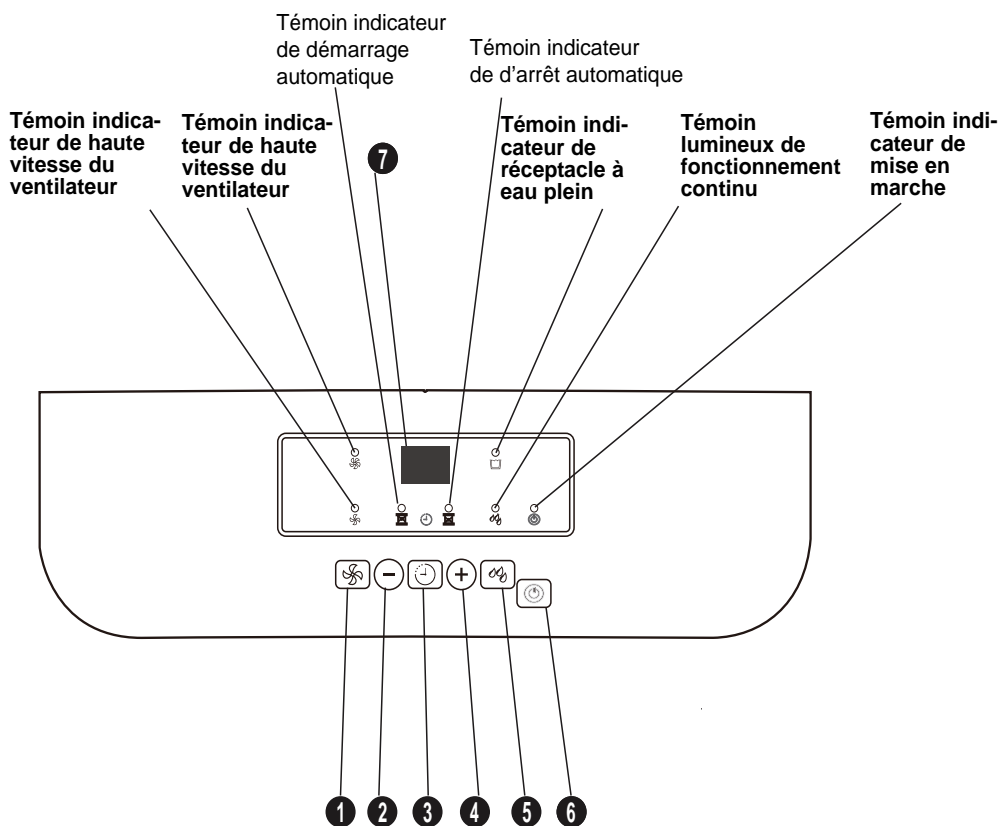 Témoin indicateur
de démarrage
automatique
Témoin indicateur
de d'arrêt automatique
Témoin indica-
teur de haute
vitesse du
ventilateur
Témoin indica-
teur de haute
vitesse du
ventilateur
7
Témoin indi-
cateur de
réceptacle à
eau plein
Témoin
lumineux de
fonctionnement
continu
Témoin indi-
cateur de
mise en
marche
1 2 3 4 5 6